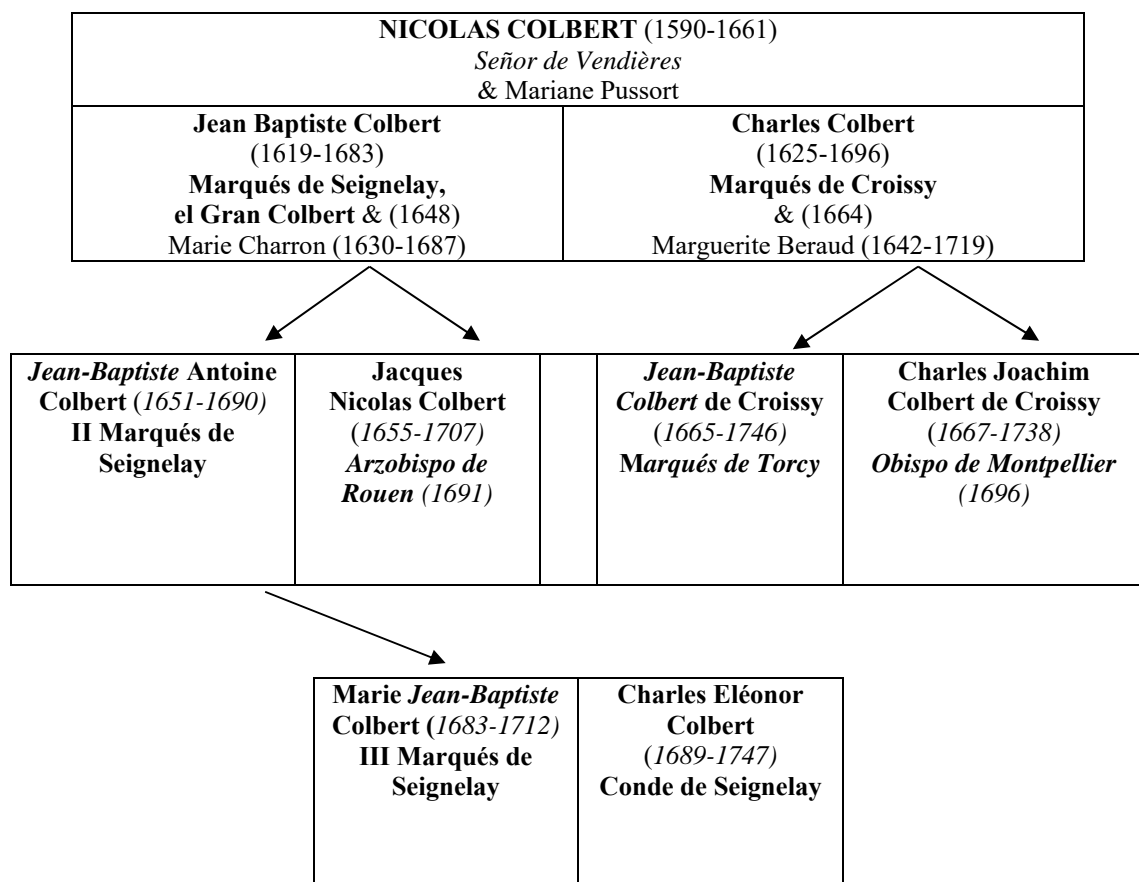 NICOLAS COLBERT (1590-1661)
Señor de Vendières
& Mariane Pussort
Jean Baptiste Colbert
(1619-1683)
Marqués de Seignelay,
el Gran Colbert & (1648)
Marie Charron (1630-1687)
Charles Colbert
(1625-1696)
Marqués de Croissy
& (1664)
Marguerite Beraud (1642-1719)
Jean-Baptiste Antoine
Colbert (1651-1690)
II Marqués de
Seignelay
Jacques
Nicolas Colbert
(1655-1707)
Arzobispo de
Rouen (1691)
Jean-Baptiste
Colbert de Croissy
(1665-1746)
Marqués de Torcy
Charles Joachim
Colbert de Croissy
(1667-1738)
Obispo de Montpellier
(1696)
Marie Jean-Baptiste
Colbert (1683-1712)
III Marqués de
Seignelay
Charles Eléonor
Colbert
(1689-1747)
Conde de Seignelay